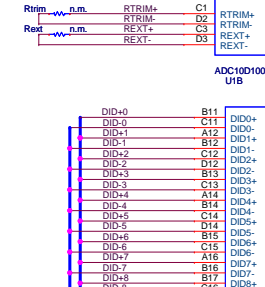 Rtrim n.m. RTRIM+ C1 RTRIM+
RTRIM- D2 RTRIM-
Rext n.m. REXT+ C3 REXT+
REXT- D3 REXT-
ADC10D100
U1B
DID+0 B11 DID0+
DID-0 C11 DID0-
DID+1 A12 DID1+
DID-1 B12 DID1-
DID+2 C12 DID2+
DID-2 D12 DID2-
DID+3 B13 DID3+
DID-3 C13 DID3-
DID+4 A14 DID4+
DID-4 B14 DID4-
DID+5 C14 DID5+
DID-5 D14 DID5-
DID+6 B15 DID6+
DID-6 C15 DID6-
DID+7 A16 DID7+
DID-7 B16 DID7-
DID+8 B17 DID8+
DID-8 C16